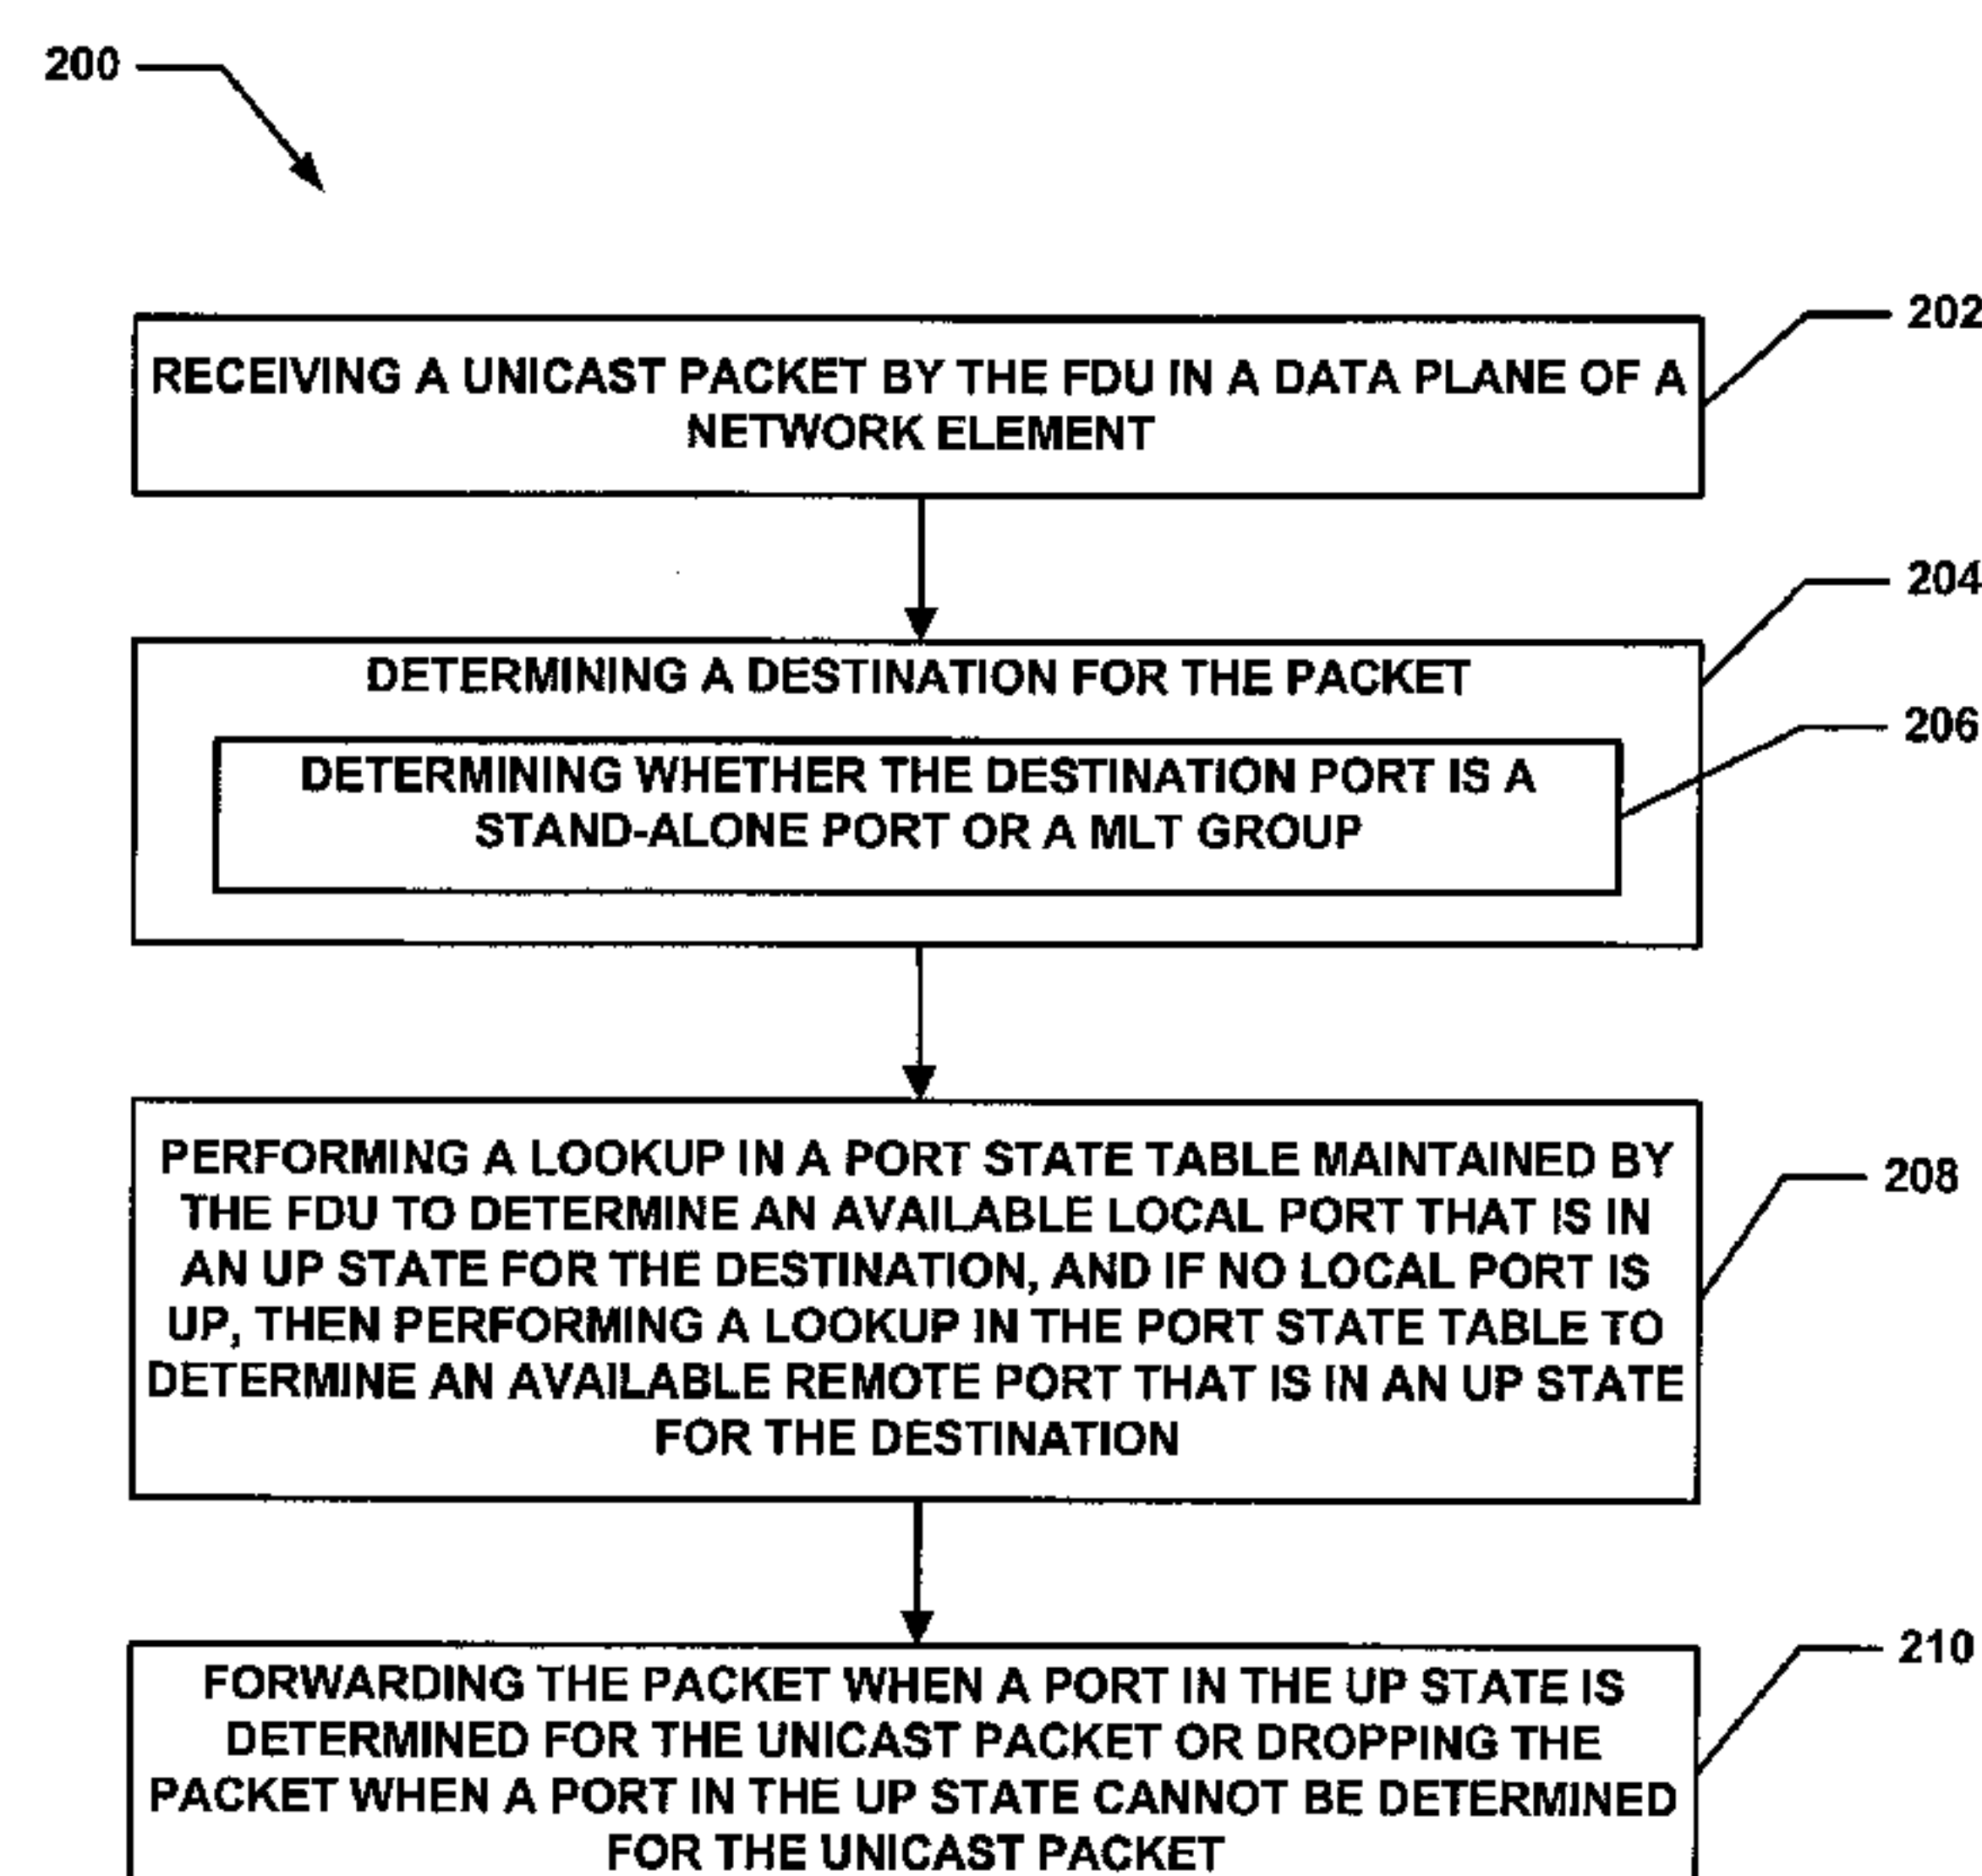 200
202
RECEIVING A UNICAST PACKET BY THE FDU IN A DATA PLANE OF A
NETWORK ELEMENT
204
DETERMINING A DESTINATION FOR THE PACKET
206
DETERMINING WHETHER THE DESTINATION PORT IS A
STAND-ALONE PORT OR A MLT GROUP
208
PERFORMING A LOOKUP IN A PORT STATE TABLE MAINTAINED BY
THE FDU TO DETERMINE AN AVAILABLE LOCAL PORT THAT IS IN
AN UP STATE FOR THE DESTINATION, AND IF NO LOCAL PORT IS
UP, THEN PERFORMING A LOOKUP IN THE PORT STATE TABLE TO
DETERMINE AN AVAILABLE REMOTE PORT THAT IS IN AN UP STATE
FOR THE DESTINATION
210
FORWARDING THE PACKET WHEN A PORT IN THE UP STATE IS
DETERMINED FOR THE UNICAST PACKET OR DROPPING THE
PACKET WHEN A PORT IN THE UP STATE CANNOT BE DETERMINED
FOR THE UNICAST PACKET